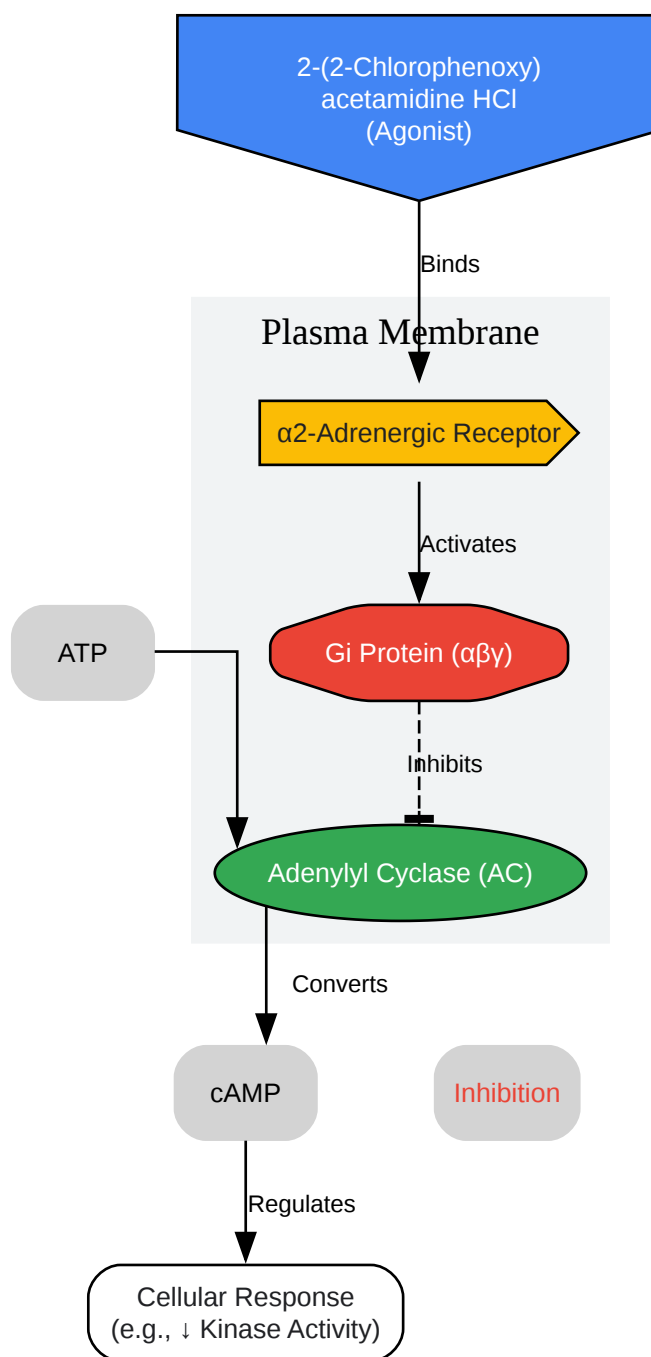 2-(2-Chlorophenoxy)
acetamidine HCl
(Agonist)
Binds
Plasma Membrane
α2-Adrenergic Receptor
Activates
ATP
Gi Protein (αβγ)
Inhibits
Adenylyl Cyclase (AC)
Converts
cAMP
Inhibition
Regulates
Cellular Response
(e.g., ↓ Kinase Activity)